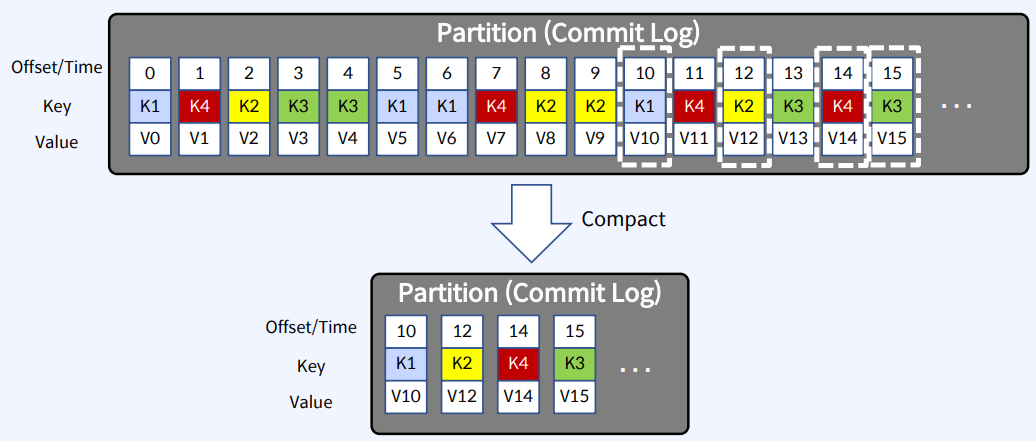 Partition (Commit Log)
Offset/Time 0 1 2 3 4 5 6 7 8 9 10 11 12 13 14 15
Key K1 K4 K2 K3 K3 K1 K1 K4 K2 K2 K1 K4 K2 K3 K4 K3 ...
Value V0 V1 V2 V3 V4 V5 V6 V7 V8 V9 V10 V11 V12 V13 V14 V15
Compact
Partition (Commit Log)
Offset/Time 10 12 14 15
Key K1 K2 K4 K3 ...
Value V10 V12 V14 V15